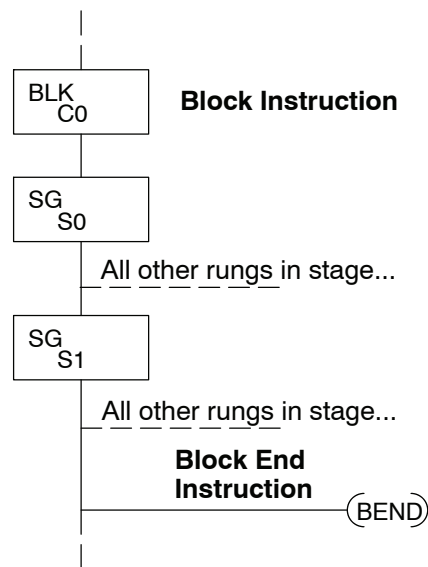 BLK
C0
Block Instruction
SG
S0
All other rungs in stage...
SG
S1
All other rungs in stage...
Block End
Instruction
(BEND)